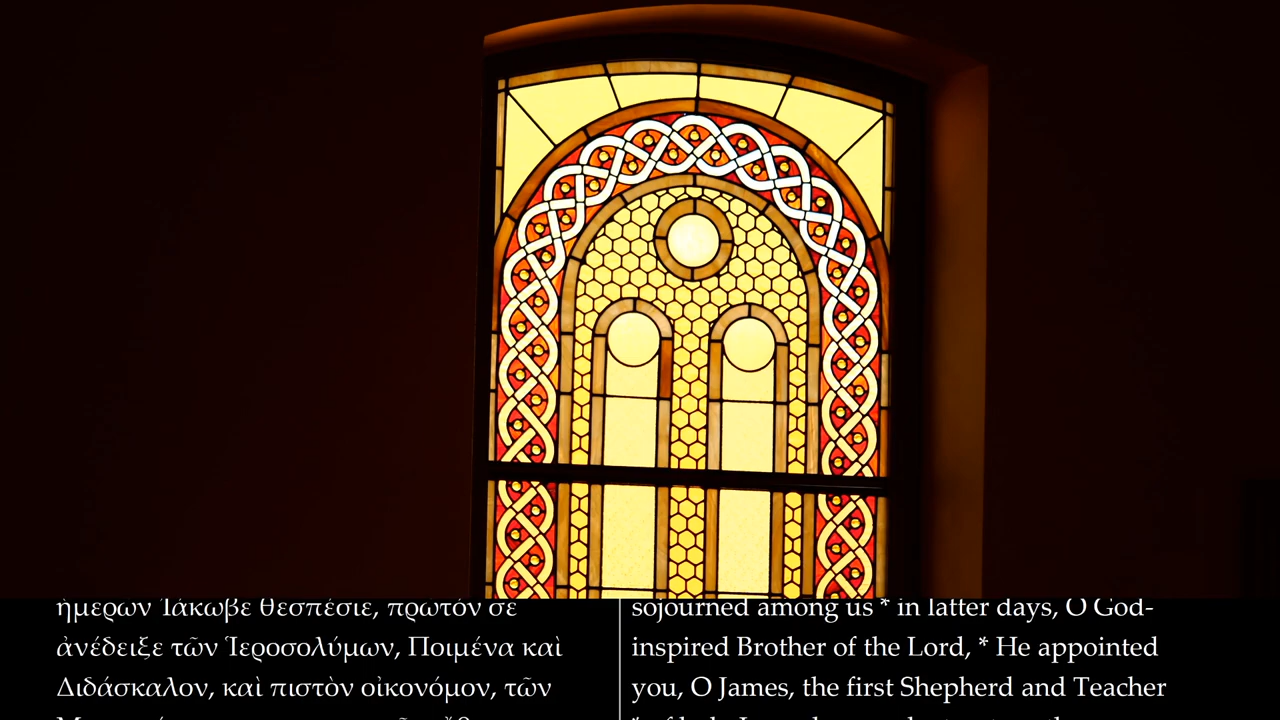 ἡμερῶν Ἰάκωβε θεσπέσιε, πρῶτόν σε
ἀνέδειξε τῶν Ἱεροσολύμων, Ποιμένα καὶ
Διδάσκαλον, καὶ πιστὸν οἰκονόμον, τῶν
sojourned among us * in latter days, O God-
inspired Brother of the Lord, * He appointed
you, O James, the first Shepherd and Teacher